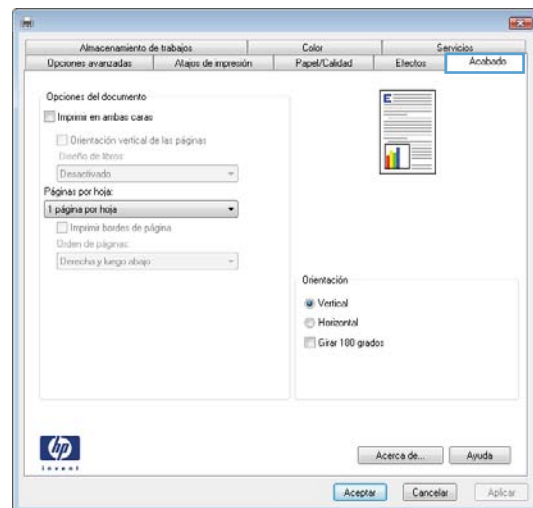 Almacenamiento de trabajos Color Servicios
Opciones avanzadas Atajos de impresión Papel/Calidad Efectos Acabado
Opciones del documento
Imprimir en ambas caras
Orientación vertical de las páginas
Diseño de libros:
Desactivado
Páginas por hoja:
1 página por hoja
Imprimir bordes de página
Orden de páginas:
Derecha y luego abajo
E
Orientación
Vertical
Horizontal
Girar 180 grados
hp
invent
Acerca de... Ayuda
Aceptar Cancelar Aplicar